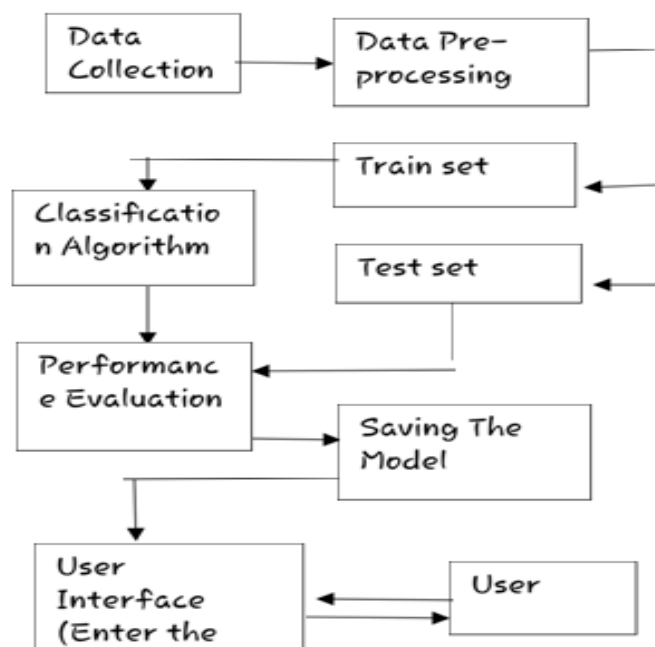 Data
Collection
Data Pre-
processing
Train set
Classificatio
n Algorithm
Test set
Performanc
e Evaluation
Saving The
Model
User
Interface
(Enter the
User